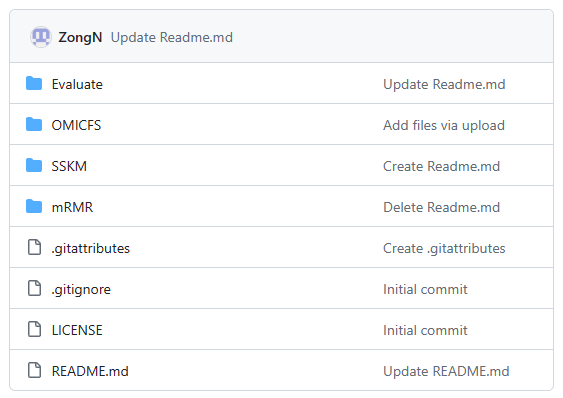 ZongN Update Readme.md
Evaluate Update Readme.md
OMICFS Add files via upload
SSKM Create Readme.md
mRMR Delete Readme.md
.gitattributes Create .gitattributes
.gitignore Initial commit
LICENSE Initial commit
README.md Update README.md